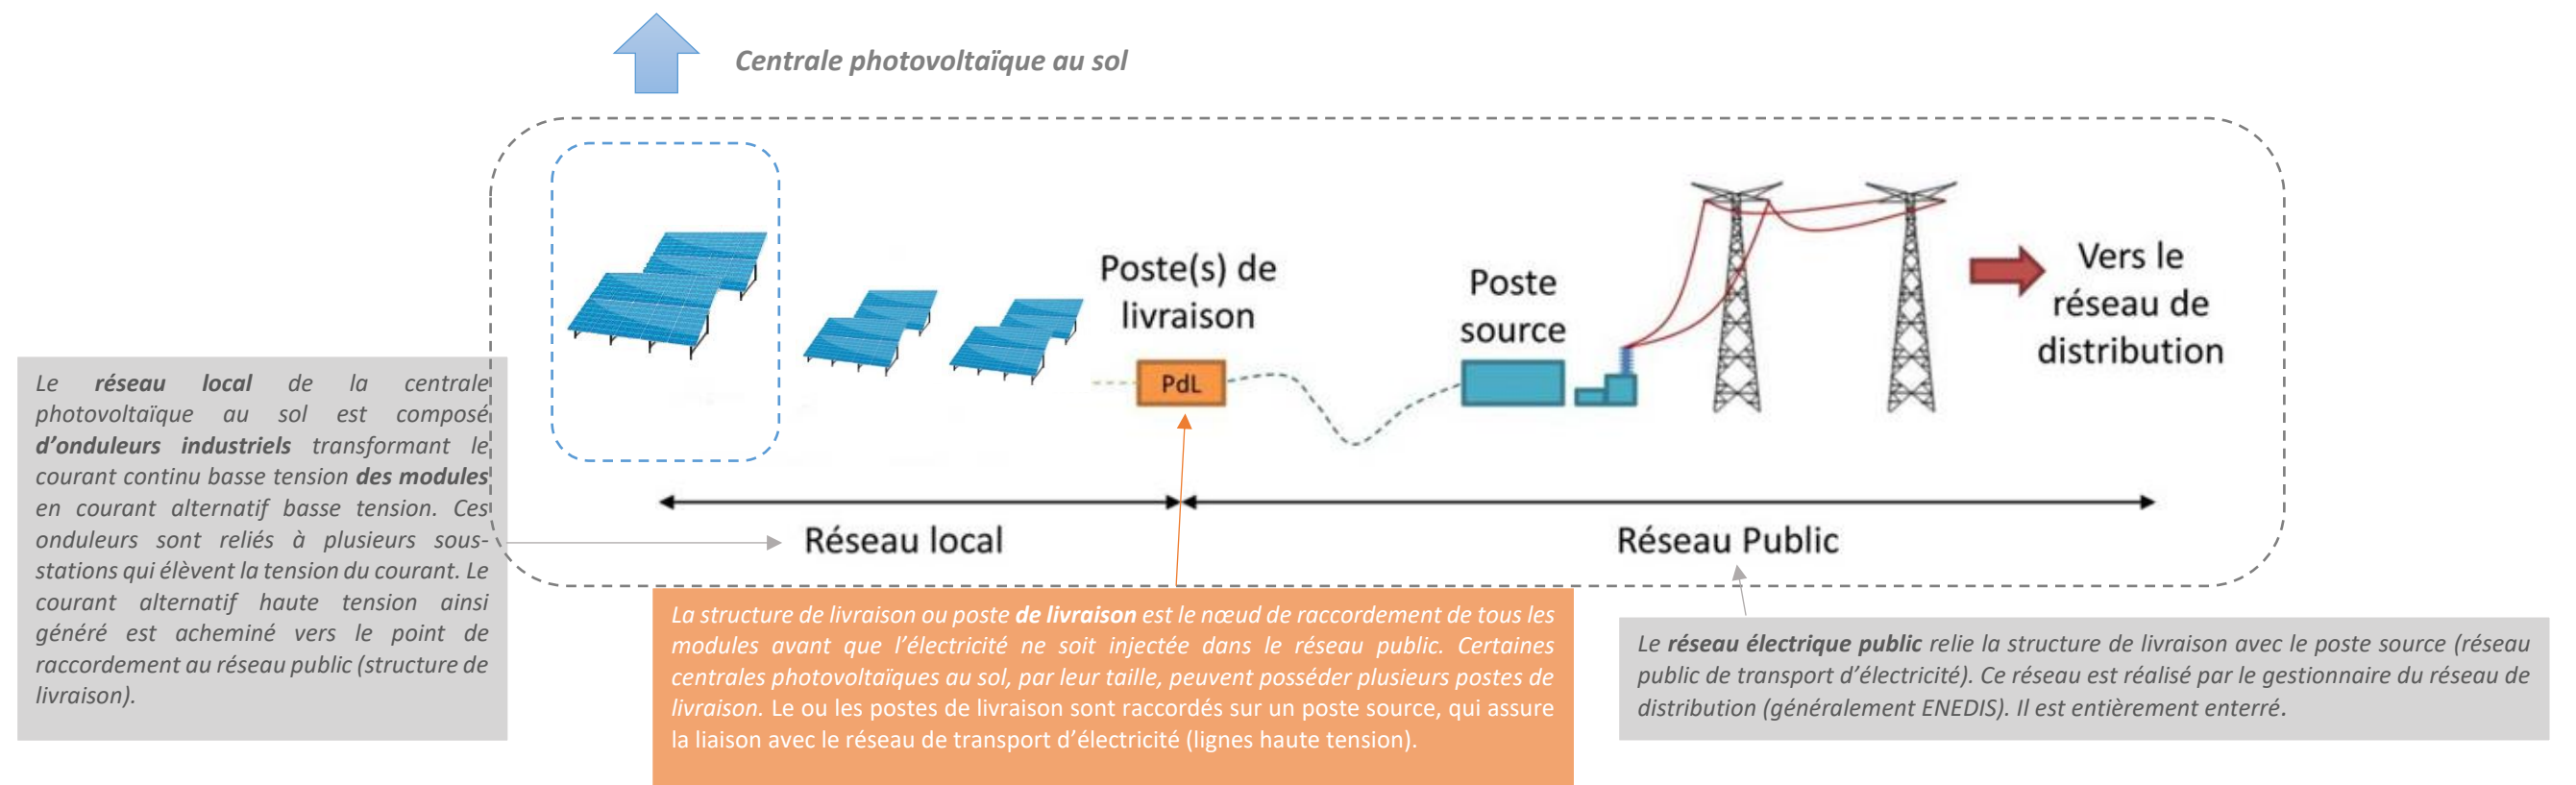 Centrale photovoltaïque au sol
Poste(s) de
livraison
PdL
Poste
source
Vers le
réseau de
distribution
Réseau local
Réseau Public
Le réseau local de la centrale
photovoltaïque au sol est composé
d’onduleurs industriels transformant le
courant continu basse tension des modules
en courant alternatif basse tension. Ces
onduleurs sont reliés à plusieurs sous-
stations qui élèvent la tension du courant. Le
courant alternatif haute tension ainsi
généré est acheminé vers le point de
raccordement au réseau public (structure de
livraison).
La structure de livraison ou poste de livraison est le nœud de raccordement de tous les
modules avant que l’électricité ne soit injectée dans le réseau public. Certaines
centrales photovoltaïques au sol, par leur taille, peuvent posséder plusieurs postes de
livraison. Le ou les postes de livraison sont raccordés sur un poste source, qui assure
la liaison avec le réseau de transport d’électricité (lignes haute tension).
Le réseau électrique public relie la structure de livraison avec le poste source (réseau
public de transport d’électricité). Ce réseau est réalisé par le gestionnaire du réseau de
distribution (généralement ENEDIS). Il est entièrement enterré.